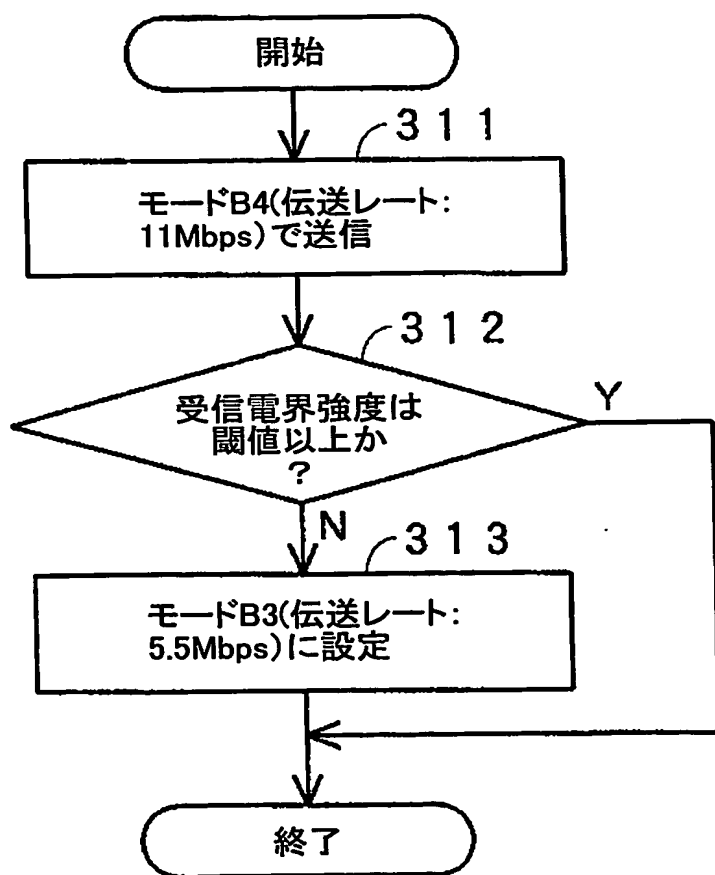 開始
311
モードB4(伝送レート:
11Mbps)で送信
312
受信電界強度は
閾値以上か
?
Y
N
313
モードB3(伝送レート:
5.5Mbps)に設定
終了